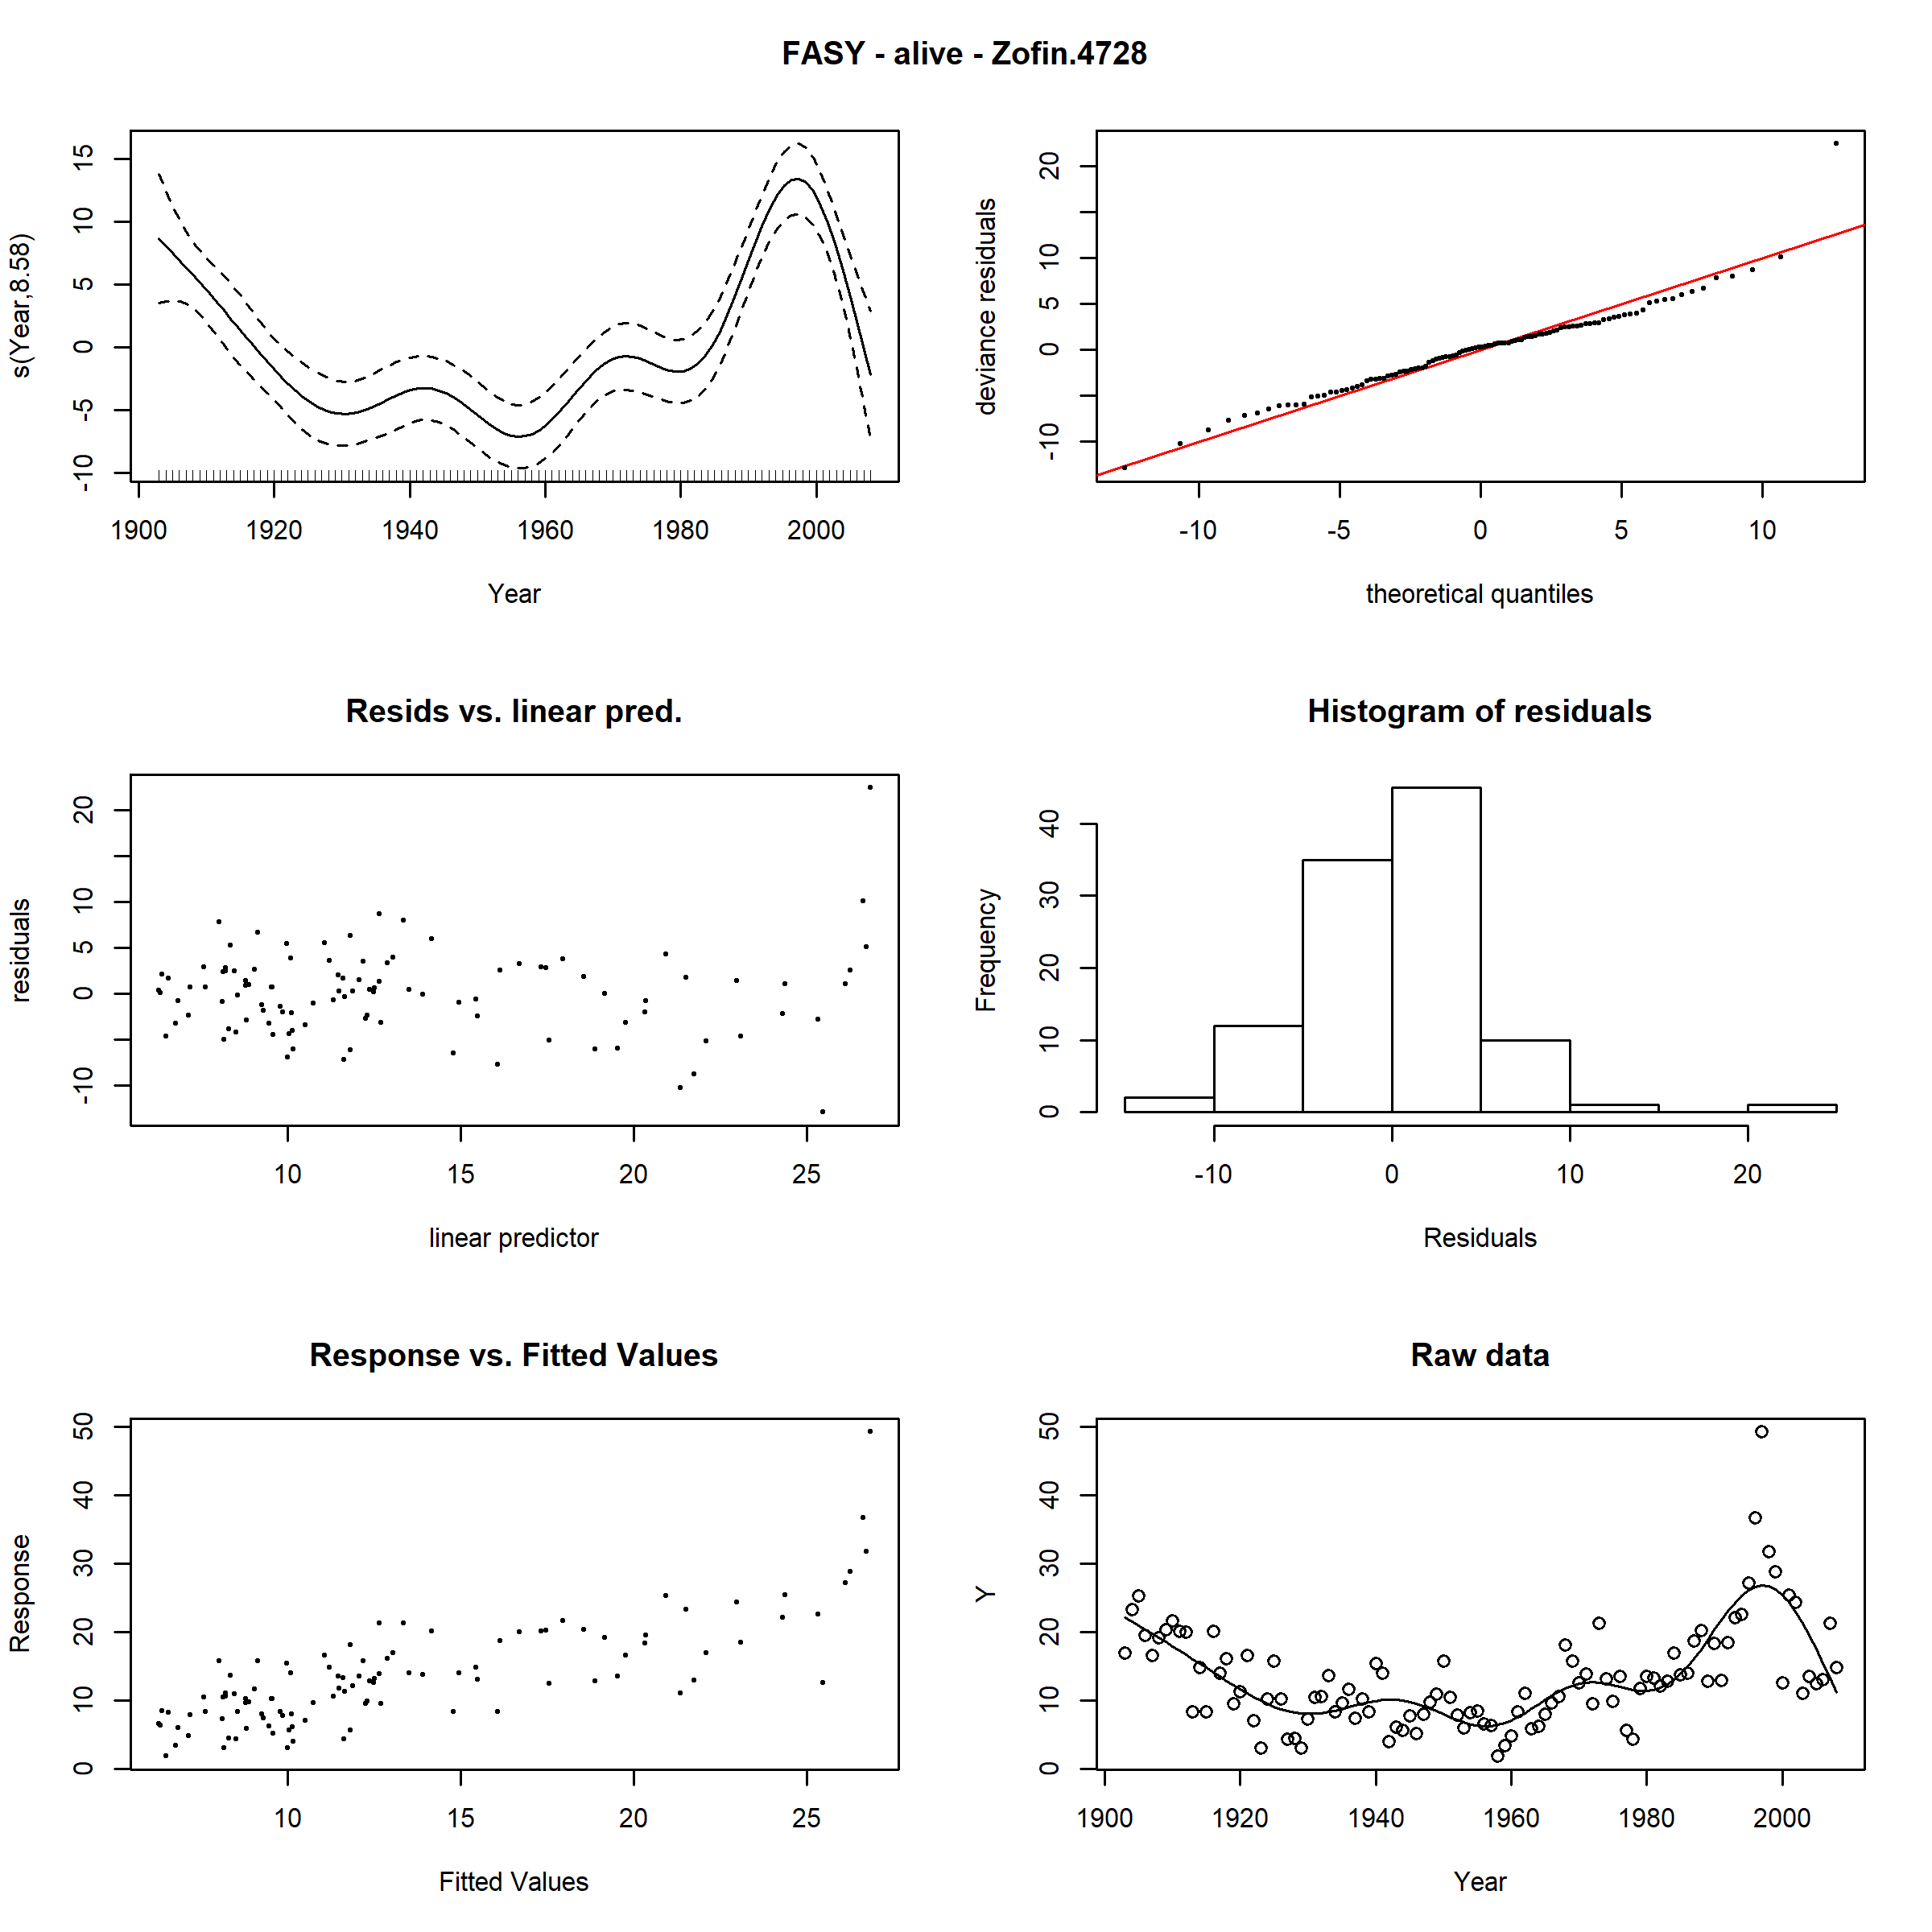 FASY - alive - Zofin.4728
s(Year,8.58)
15
10
5
0
-5
-10
1900 1920 1940 1960 1980 2000
Year
deviance residuals
20
10
5
0
-10
-10 -5 0 5 10
theoretical quantiles
Resids vs. linear pred.
residuals
20
10
5
0
-10
10 15 20 25
linear predictor
Histogram of residuals
Frequency
40
30
20
10
0
-10 0 10 20
Residuals
Response vs. Fitted Values
Response
50
40
30
20
10
0
10 15 20 25
Fitted Values
Raw data
Y
50
40
30
20
10
0
1900 1920 1940 1960 1980 2000
Year